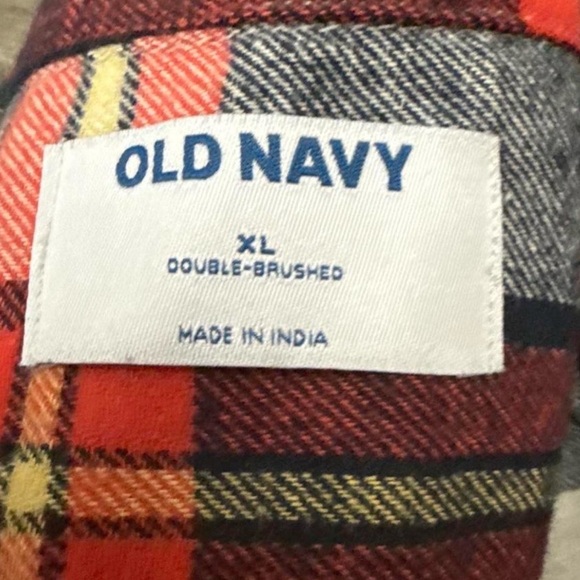 OLD NAVY
XL
DOUBLE-BRUSHED
MADE IN INDIA